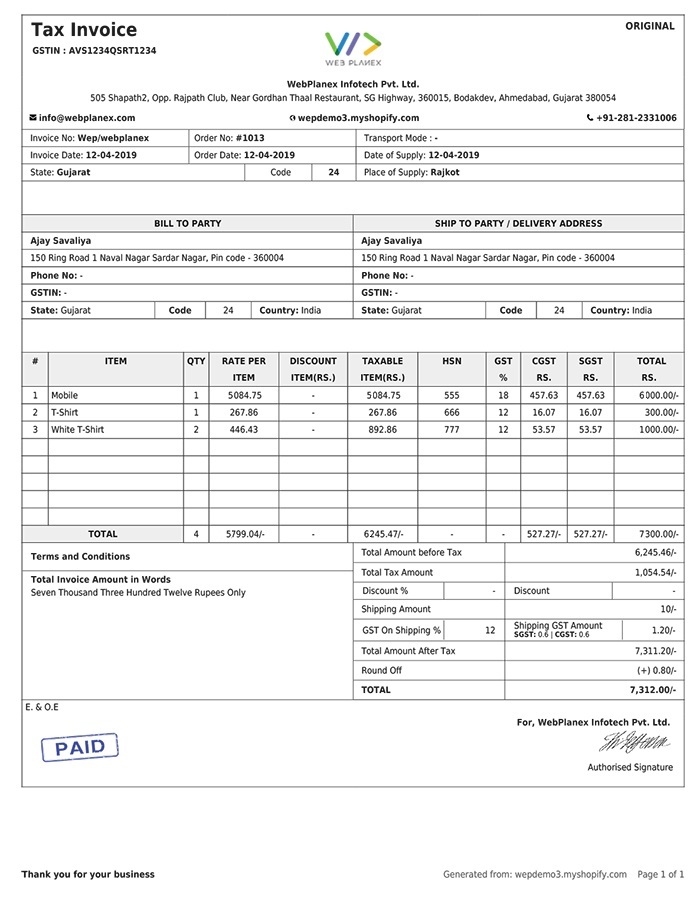 Tax Invoice
ORIGINAL
GSTIN : AVS1234QSRT1234
WEB PLANEX
WebPlanex Infotech Pvt. Ltd.
505 Shapath2, Opp. Rajpath Club, Near Gordhan Thaal Restaurant, SG Highway, 360015, Bodakdev, Ahmedabad, Gujarat 380054
info@webplanex.com wepdemo3.myshopify.com +91-281-2331006
Invoice No: Wep/webplanex Order No: #1013 Transport Mode : -
Invoice Date: 12-04-2019 Order Date: 12-04-2019 Date of Supply: 12-04-2019
State: Gujarat Code 24 Place of Supply: Rajkot
BILL TO PARTY SHIP TO PARTY / DELIVERY ADDRESS
Ajay Savaliya Ajay Savaliya
150 Ring Road 1 Naval Nagar Sardar Nagar, Pin code - 360004 150 Ring Road 1 Naval Nagar Sardar Nagar, Pin code - 360004
Phone No: - Phone No: -
GSTIN: - GSTIN: -
State: Gujarat Code 24 Country: India State: Gujarat Code 24 Country: India
# ITEM QTY RATE PER DISCOUNT TAXABLE HSN GST CGST SGST TOTAL
ITEM ITEM(RS.) ITEM(RS.) % RS. RS. RS.
1 Mobile 1 5084.75 - 5084.75 555 18 457.63 457.63 6000.00/-
2 T-Shirt 1 267.86 - 267.86 666 12 16.07 16.07 300.00/-
3 White T-Shirt 2 446.43 - 892.86 777 12 53.57 53.57 1000.00/-
TOTAL 4 5799.04/- - 6245.47/- - - 527.27/- 527.27/- 7300.00/-
Terms and Conditions
Total Invoice Amount in Words
Seven Thousand Three Hundred Twelve Rupees Only
Total Amount before Tax 6,245.46/-
Total Tax Amount 1,054.54/-
Discount % - Discount -
Shipping Amount 10/-
GST On Shipping % 12 Shipping GST Amount 1.20/-
SGST: 0.6 | CGST: 0.6
Total Amount After Tax 7,311.20/-
Round Off (+) 0.80/-
TOTAL 7,312.00/-
E. & O.E
For, WebPlanex Infotech Pvt. Ltd.
PAID
Authorised Signature
Thank you for your business
Generated from: wepdemo3.myshopify.com Page 1 of 1